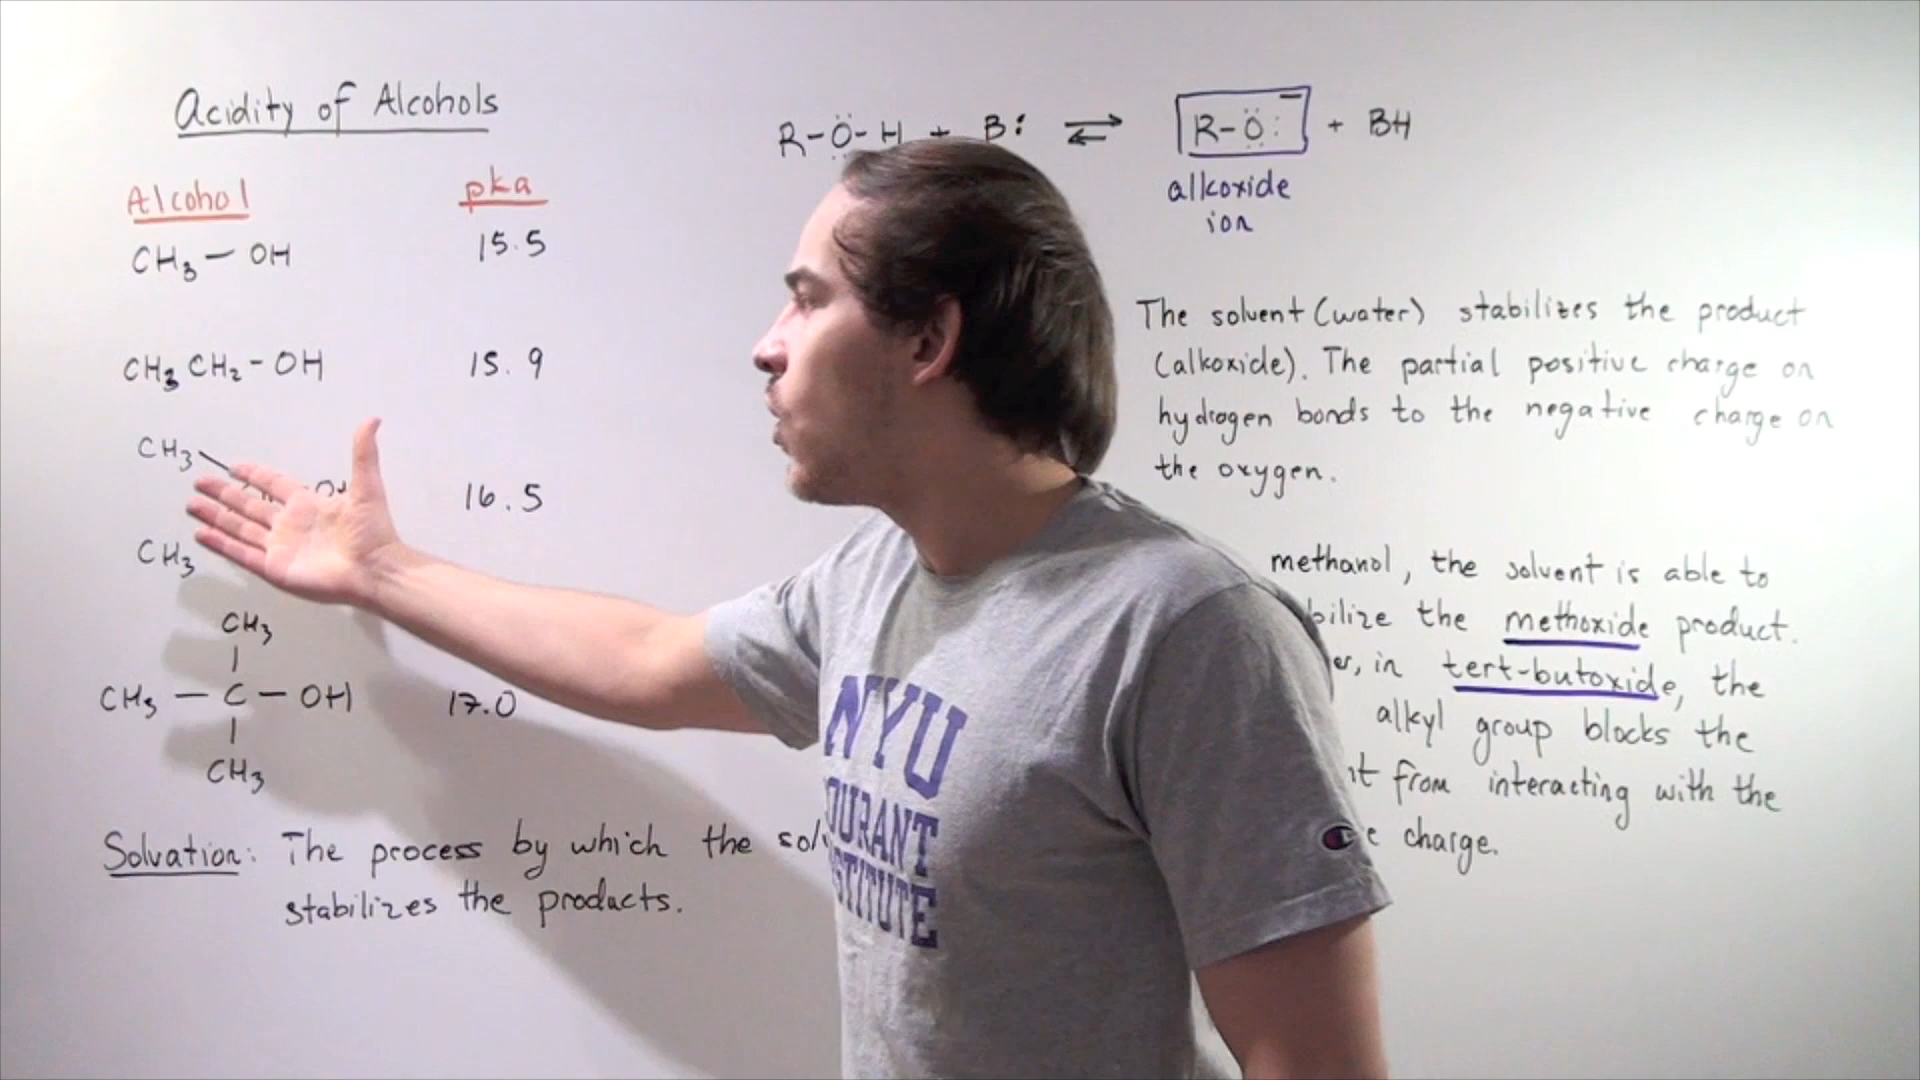 Acidity of Alcohols
Alcohol pka
CH3 — OH 15.5
CH3 CH2 - OH 15.9
CH3
16.5
CH3
CH3
CH3 — C — OH 17.0
CH3
Solvation: The process by which the
stabilizes the products.
R-O-H + B: ⇌ R-O:⁻ + BH
alkoxide
ion
The solvent (water) stabilizes the product
(alkoxide). The partial positive charge on
hydrogen bonds to the negative charge on
the oxygen.
methanol, the solvent is able to
the methoxide product.
in tert-butoxide, the
alkyl group blocks the
from interacting with the
charge.
NYU